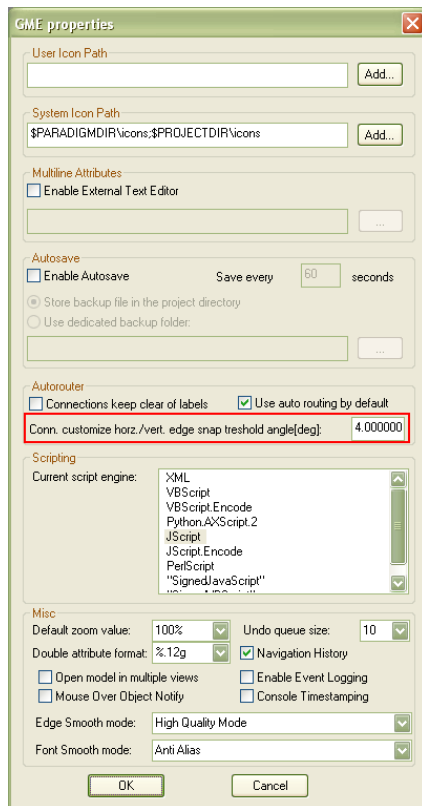 GME properties
User Icon Path
Add...
System Icon Path
$PARADIGMDIR\icons;$PROJECTDIR\icons
Add...
Multiline Attributes
Enable External Text Editor
...
Autosave
Enable Autosave Save every 60 seconds
Store backup file in the project directory
Use dedicated backup folder:
...
Autorouter
Connections keep clear of labels Use auto routing by default
Conn. customize horz./vert. edge snap treshold angle[deg]: 4.000000
Scripting
Current script engine: XML
VBScript
VBScript.Encode
Python.AXScript.2
JScript
JScript.Encode
PerlScript
"SignedJavaScript"
Misc
Default zoom value: 100% Undo queue size: 10
Double attribute format: %.12g Navigation History
Open model in multiple views Enable Event Logging
Mouse Over Object Notify Console Timestamping
Edge Smooth mode: High Quality Mode
Font Smooth mode: Anti Alias
OK Cancel